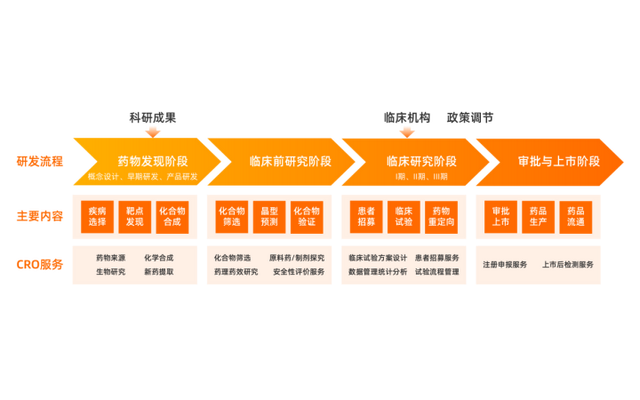 科研成果
临床机构 政策调节
研发流程
药物发现阶段
概念设计、早期研发、产品研发
临床前研究阶段
临床研究阶段
I期、II期、III期
审批与上市阶段
主要内容
疾病
选择
靶点
发现
化合物
合成
化合物
筛选
晶型
预测
化合物
验证
患者
招募
临床
试验
药物
重定向
审批
上市
药品
生产
药品
流通
CRO服务
药物来源 化学合成
生物研究 新药提取
化合物筛选 原料药/制剂探究
药理药效研究 安全性评价服务
临床试验方案设计 患者招募服务
数据管理统计分析 试验流程管理
注册申报服务 上市后检测服务